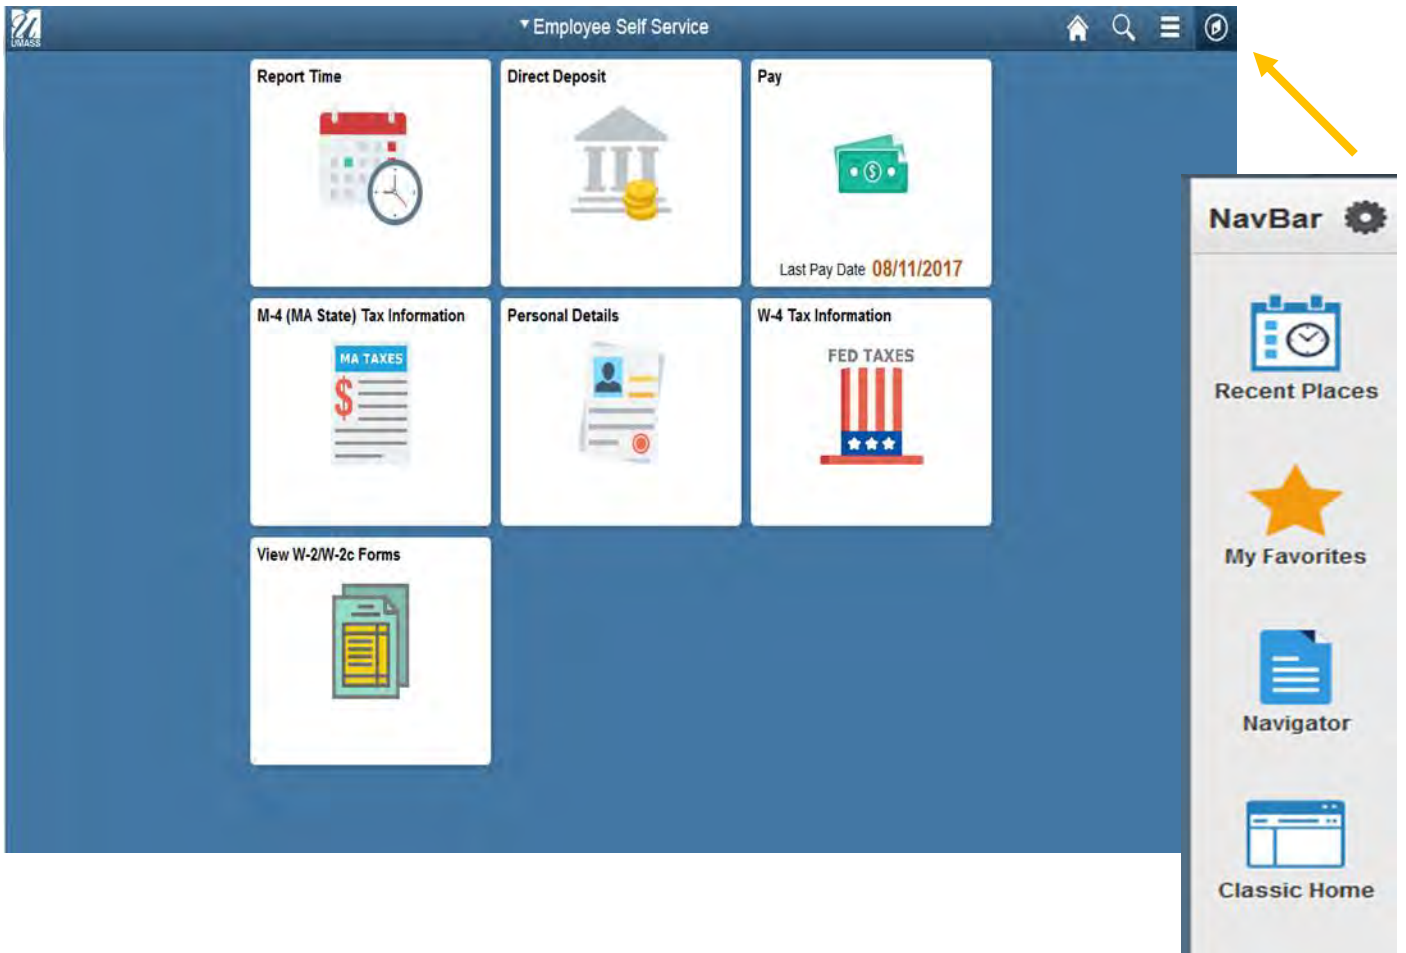 UMASS
Employee Self Service
Report Time
Direct Deposit
Pay
Last Pay Date 08/11/2017
M-4 (MA State) Tax Information
MA TAXES
$
Personal Details
W-4 Tax Information
FED TAXES
View W-2/W-2c Forms
NavBar
Recent Places
My Favorites
Navigator
Classic Home